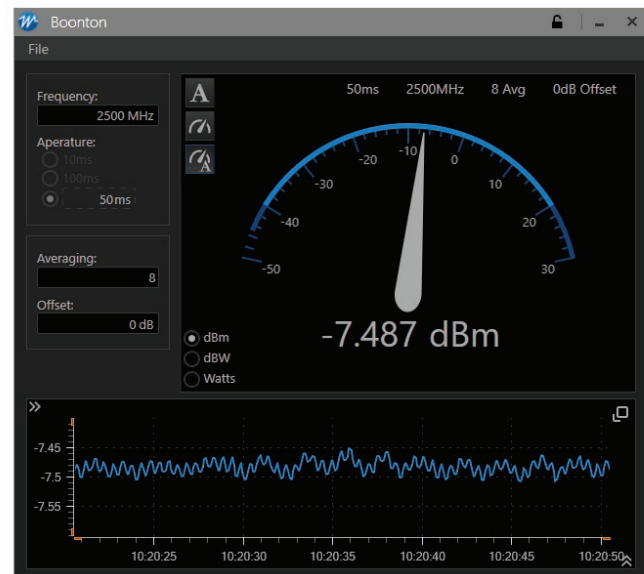 Boonton
File
Frequency:
2500 MHz
Aperature:
10ms
100ms
50ms
Averaging:
8
Offset:
0 dB
A
A
50ms 2500MHz 8 Avg 0dB Offset
-50
-40
-30
-20
-10
0
10
20
30
-7.487 dBm
dBm
dBW
Watts
-7.45
-7.5
-7.55
10:20:25 10:20:30 10:20:35 10:20:40 10:20:45 10:20:50